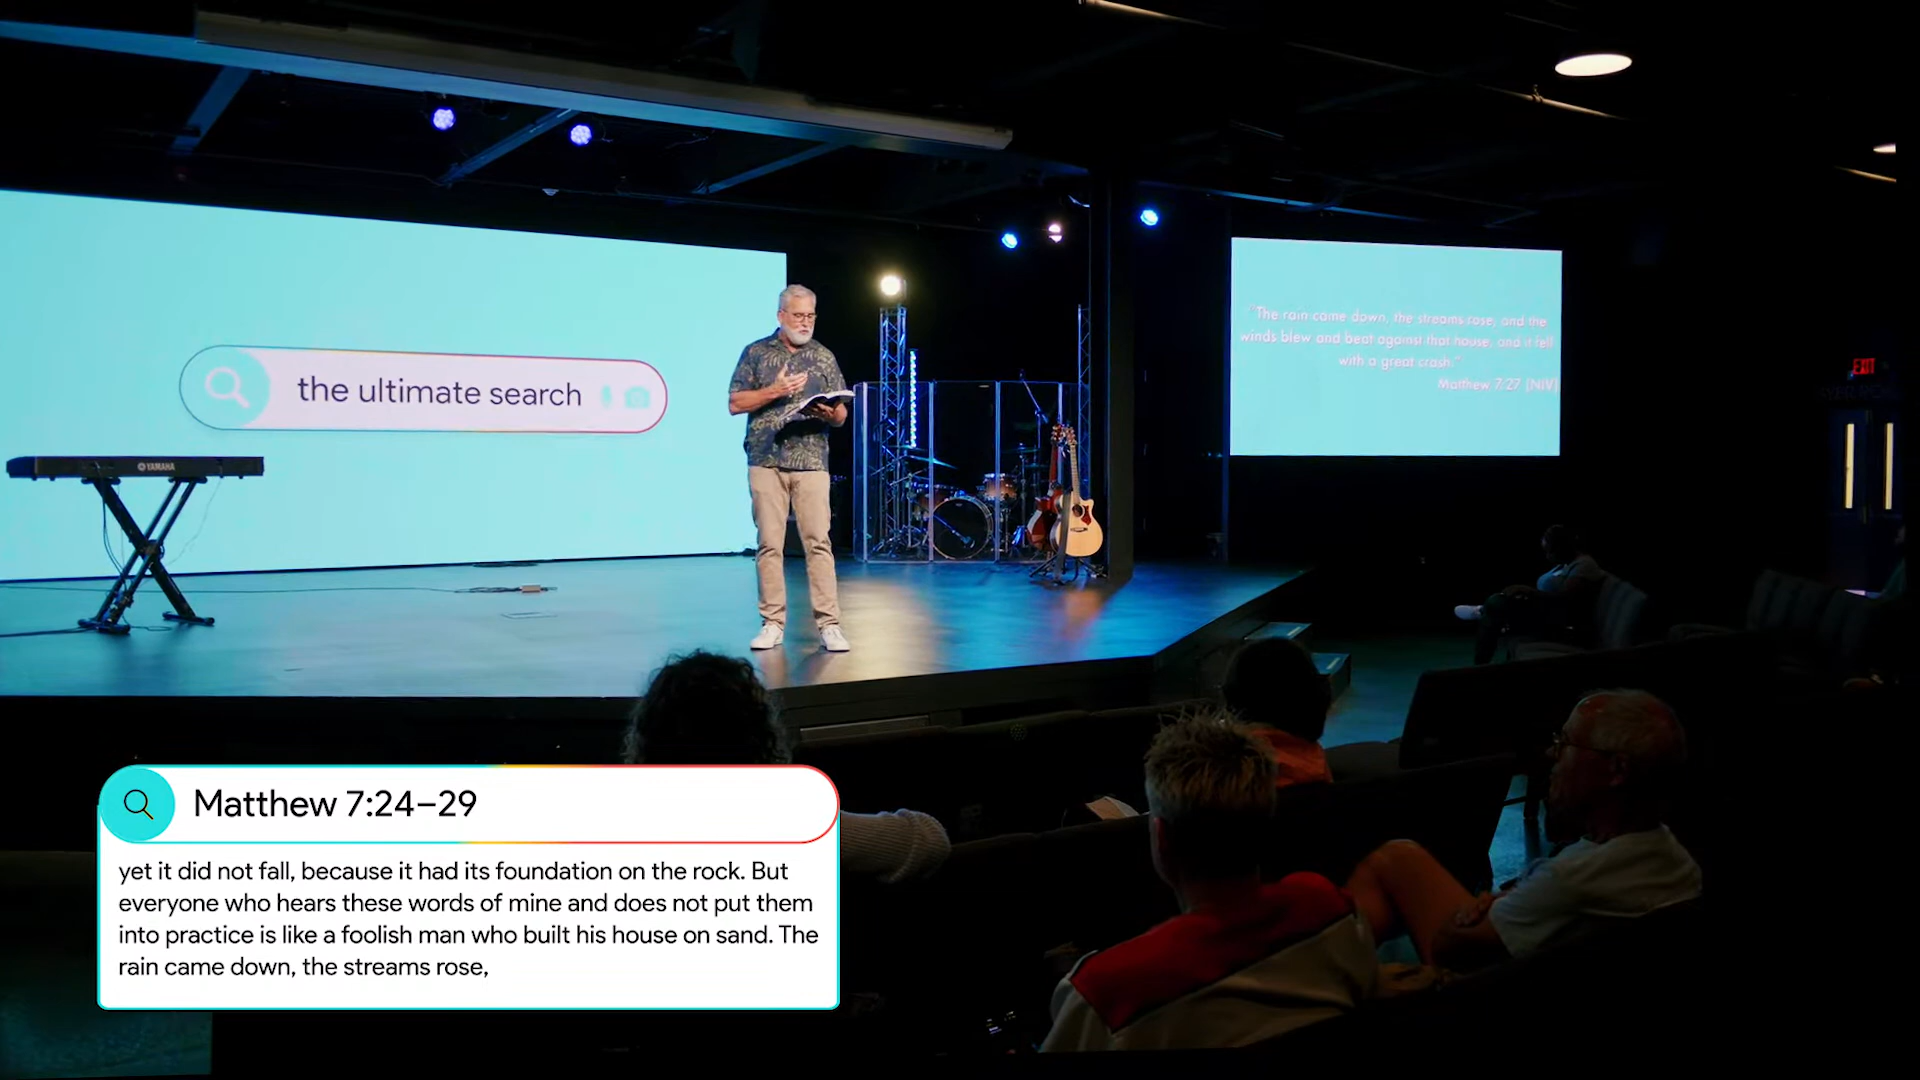 the ultimate search
YAMAHA
"The rain came down, the streams rose, and the
winds blew and beat against that house, and it fell
with a great crash."
Matthew 7:27 (NIV)
EXIT
Matthew 7:24–29
yet it did not fall, because it had its foundation on the rock. But
everyone who hears these words of mine and does not put them
into practice is like a foolish man who built his house on sand. The
rain came down, the streams rose,